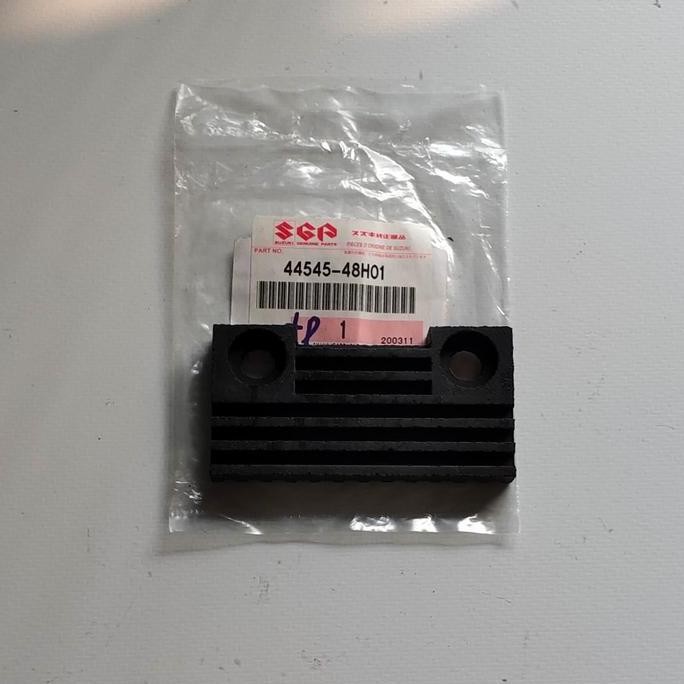 SGP
スズキ純正部品
SUZUKI GENUINE PARTS
PIECES D'ORIGINE DE SUZUKI
PART NO.
44545-48H01
1
200311